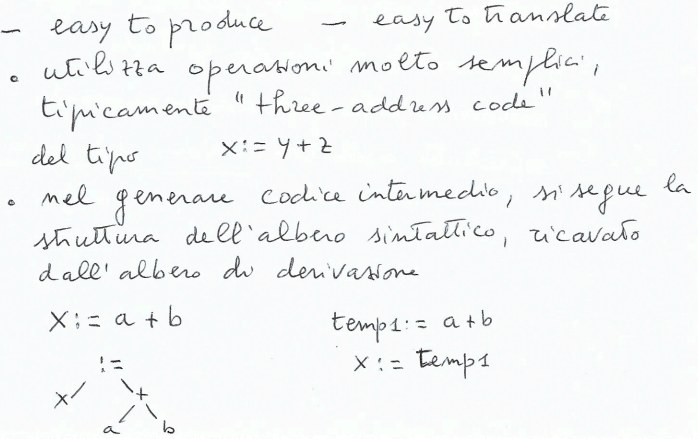 - easy to produce - easy to translate
• utilizza operazioni molto semplici,
tipicamente "three-address code"
del tipo x:= y+z
• nel generare codice intermedio, si segue la
struttura dell'albero sintattico, ricavato
dall'albero di derivazione
x:= a+b temp1:= a+b
:= x:= temp1
x +
a b